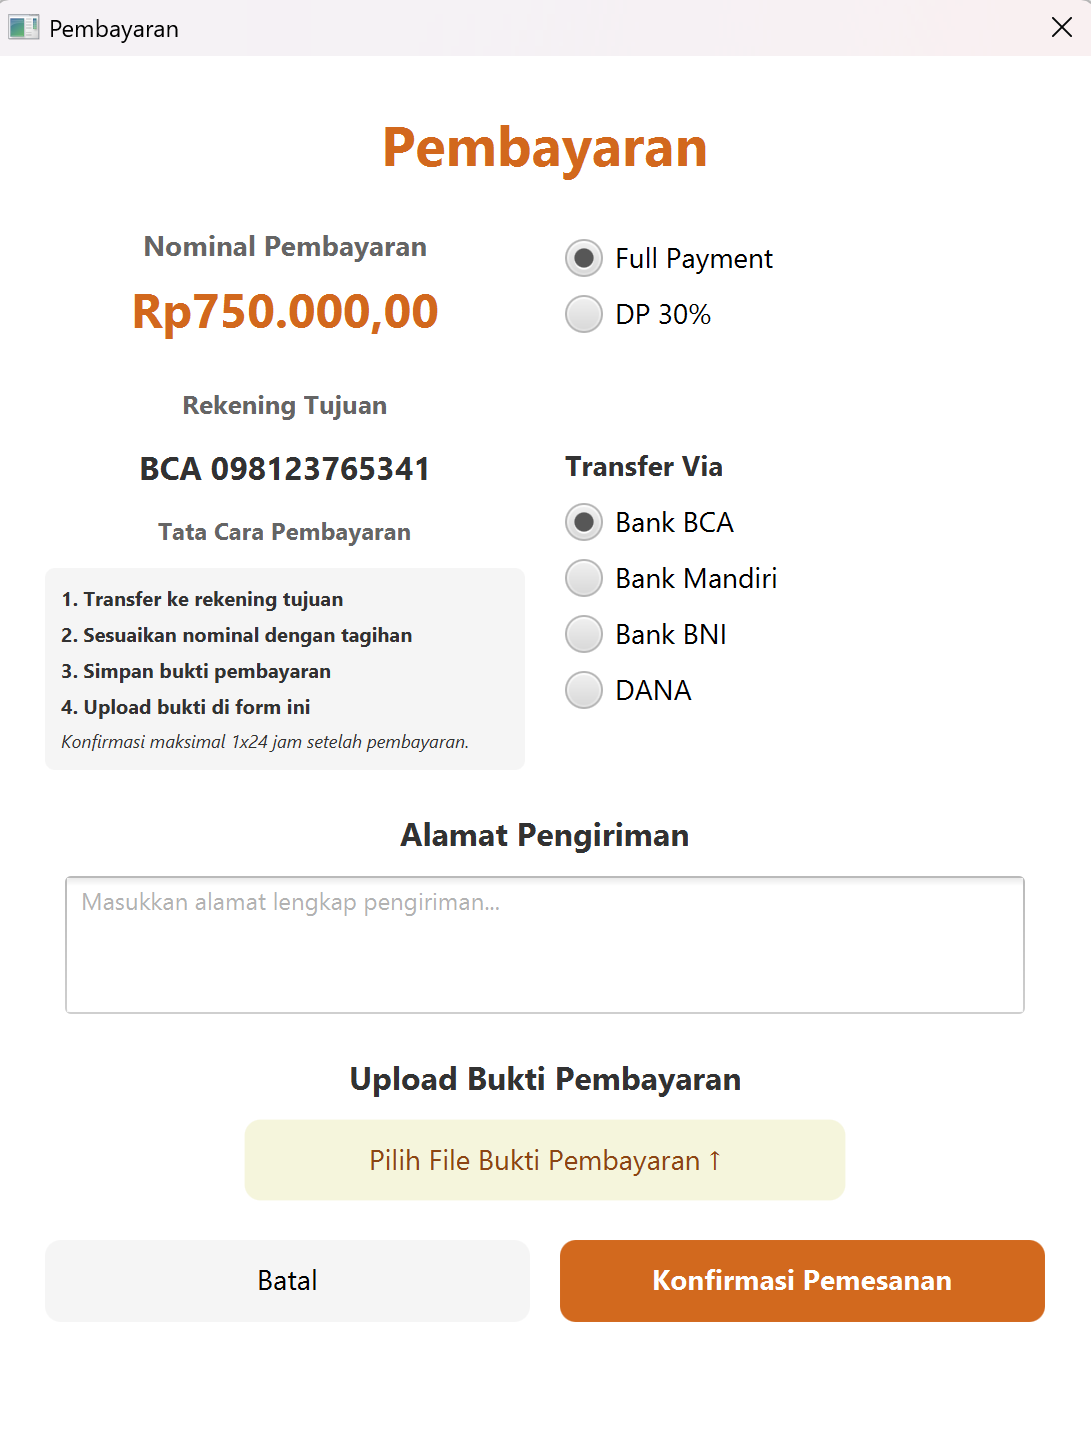 Pembayaran
Pembayaran
Nominal Pembayaran
Rp750.000,00
Full Payment
DP 30%
Rekening Tujuan
BCA 098123765341
Tata Cara Pembayaran
1. Transfer ke rekening tujuan
2. Sesuaikan nominal dengan tagihan
3. Simpan bukti pembayaran
4. Upload bukti di form ini
Konfirmasi maksimal 1x24 jam setelah pembayaran.
Transfer Via
Bank BCA
Bank Mandiri
Bank BNI
DANA
Alamat Pengiriman
Masukkan alamat lengkap pengiriman...
Upload Bukti Pembayaran
Pilih File Bukti Pembayaran ↑
Batal
Konfirmasi Pemesanan